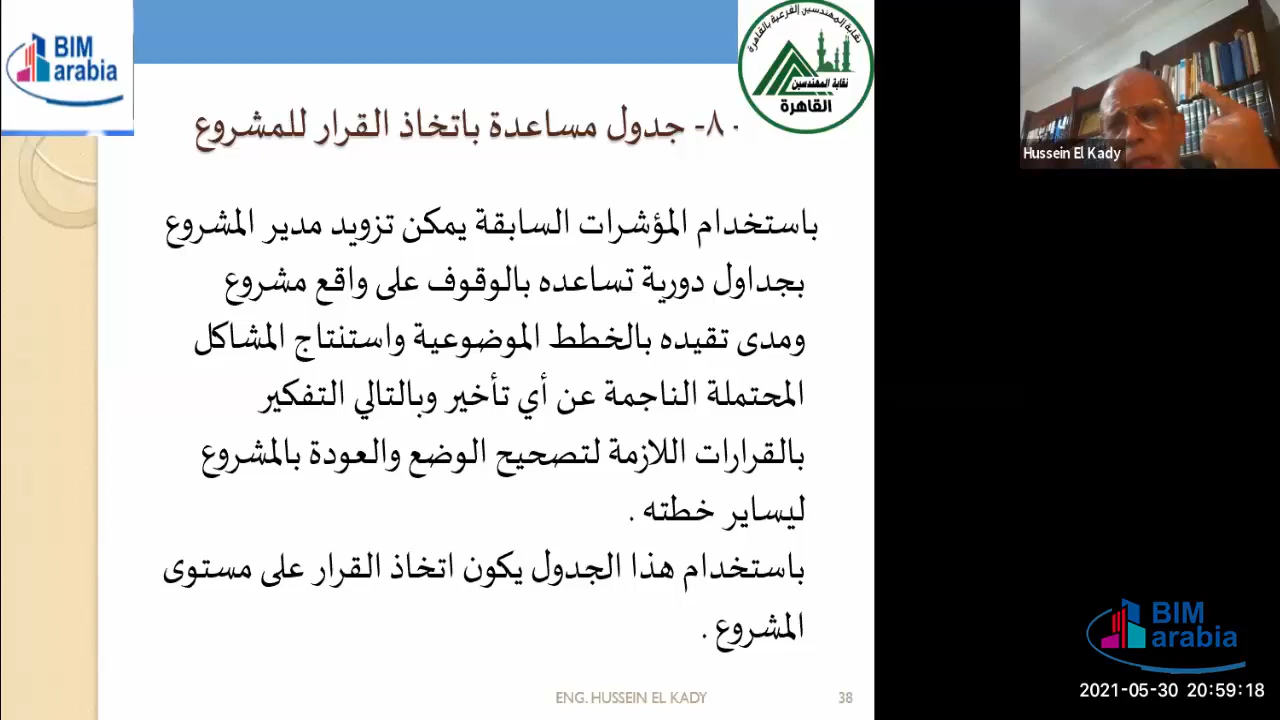 BIM
arabia
نقابة المهندسين الفرعية بالقاهرة
نقابة المهندسين
القاهرة
٨٠- جدول مساعدة باتخاذ القرار للمشروع
باستخدام المؤشرات السابقة يمكن تزويد مدير المشروع
بجداول دورية تساعده بالوقوف على واقع مشروع
ومدى تقيده بالخطط الموضوعية واستنتاج المشاكل
المحتملة الناجمة عن أي تأخير وبالتالي التفكير
بالقرارات اللازمة لتصحيح الوضع والعودة بالمشروع
ليساير خطته .
باستخدام هذا الجدول يكون اتخاذ القرار على مستوى
المشروع .
ENG. HUSSEIN EL KADY
38
Hussein El Kady
BIM
arabia
2021-05-30 20:59:18